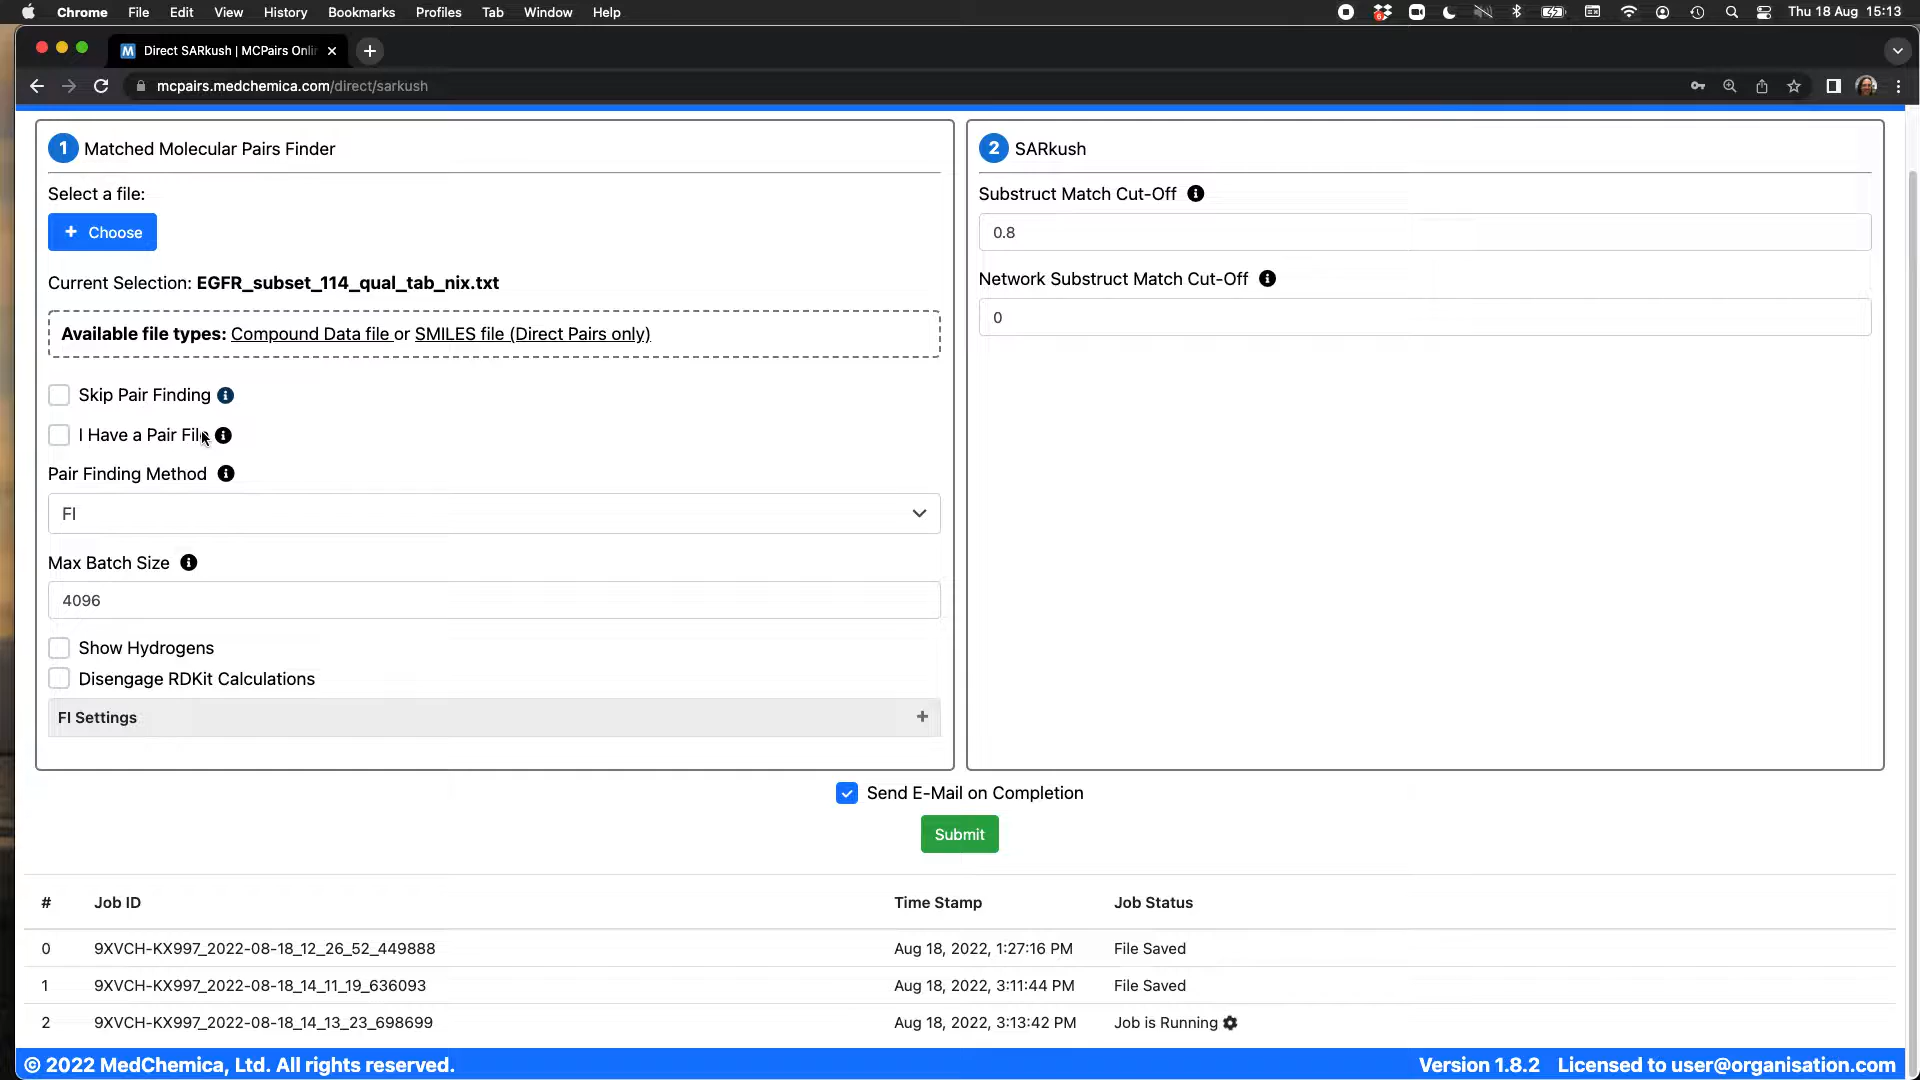 Chrome File Edit View History Bookmarks Profiles Tab Window Help Thu 18 Aug 15:13
Direct SARkush | MCPairs Onli
mcpairs.medchemica.com/direct/sarkush
1 Matched Molecular Pairs Finder
Select a file:
+ Choose
Current Selection: EGFR_subset_114_qual_tab_nix.txt
Available file types: Compound Data file or SMILES file (Direct Pairs only)
Skip Pair Finding
I Have a Pair File
Pair Finding Method
FI
Max Batch Size
4096
Show Hydrogens
Disengage RDKit Calculations
FI Settings +
2 SARkush
Substruct Match Cut-Off
0.8
Network Substruct Match Cut-Off
0
Send E-Mail on Completion
Submit
# Job ID Time Stamp Job Status
0 9XVCH-KX997_2022-08-18_12_26_52_449888 Aug 18, 2022, 1:27:16 PM File Saved
1 9XVCH-KX997_2022-08-18_14_11_19_636093 Aug 18, 2022, 3:11:44 PM File Saved
2 9XVCH-KX997_2022-08-18_14_13_23_698699 Aug 18, 2022, 3:13:42 PM Job is Running
© 2022 MedChemica, Ltd. All rights reserved. Version 1.8.2 Licensed to user@organisation.com